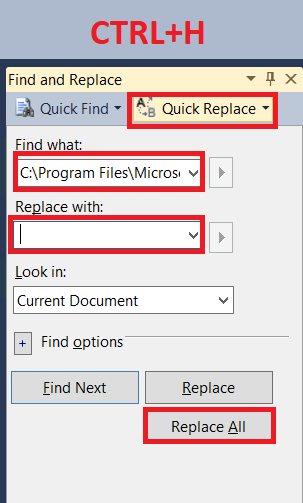 CTRL+H
Find and Replace
Quick Find Quick Replace
Find what:
C:\Program Files\Microso
Replace with:
Look in:
Current Document
+ Find options
Find Next Replace
Replace All